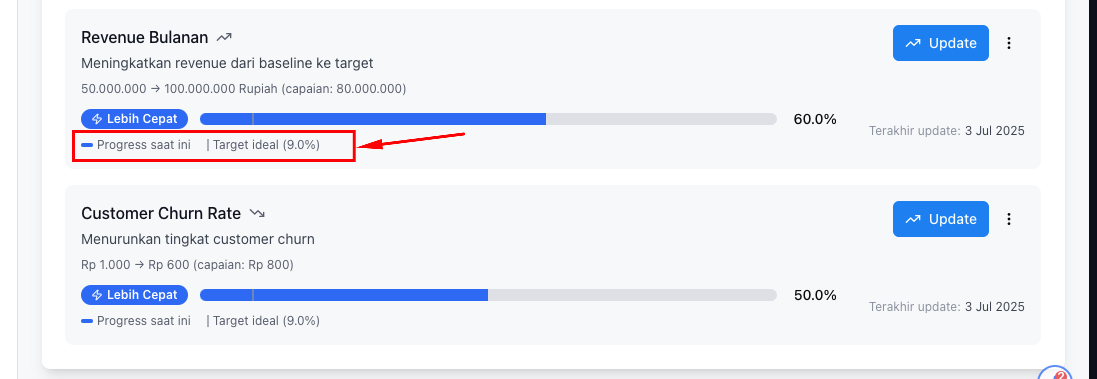 Revenue Bulanan
Update
Meningkatkan revenue dari baseline ke target
50.000.000 → 100.000.000 Rupiah (capaian: 80.000.000)
Lebih Cepat
60.0%
Terakhir update: 3 Jul 2025
Progress saat ini | Target ideal (9.0%)
Customer Churn Rate
Update
Menurunkan tingkat customer churn
Rp 1.000 → Rp 600 (capaian: Rp 800)
Lebih Cepat
50.0%
Terakhir update: 3 Jul 2025
Progress saat ini | Target ideal (9.0%)
2